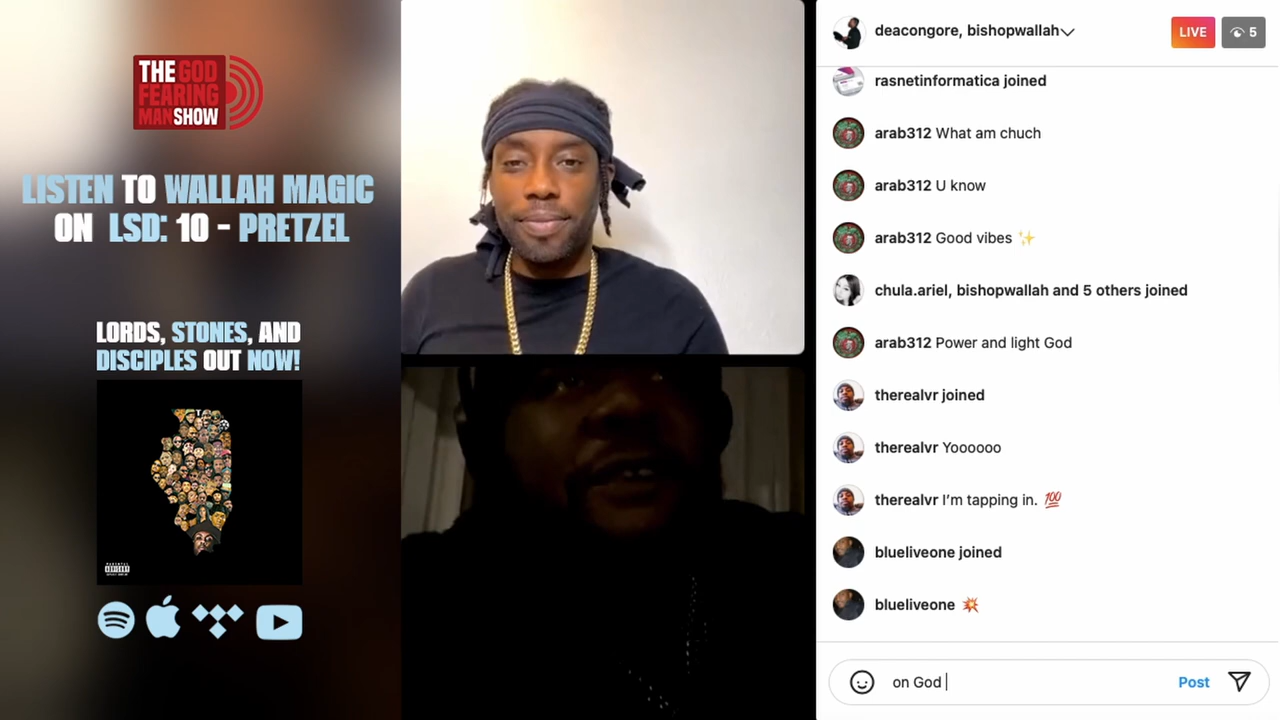 THE GOD
FEARING
MAN SHOW
LISTEN TO WALLAH MAGIC
ON LSD: 10 - PRETZEL
LORDS, STONES, AND
DISCIPLES OUT NOW!
deacongore, bishopwallah
LIVE
5
rasnetinformatica joined
arab312 What am chuch
arab312 U know
arab312 Good vibes ✨
chula.ariel, bishopwallah and 5 others joined
arab312 Power and light God
therealvr joined
therealvr Yoooooo
therealvr I’m tapping in. 💯
blueliveone joined
blueliveone 💥
on God
Post